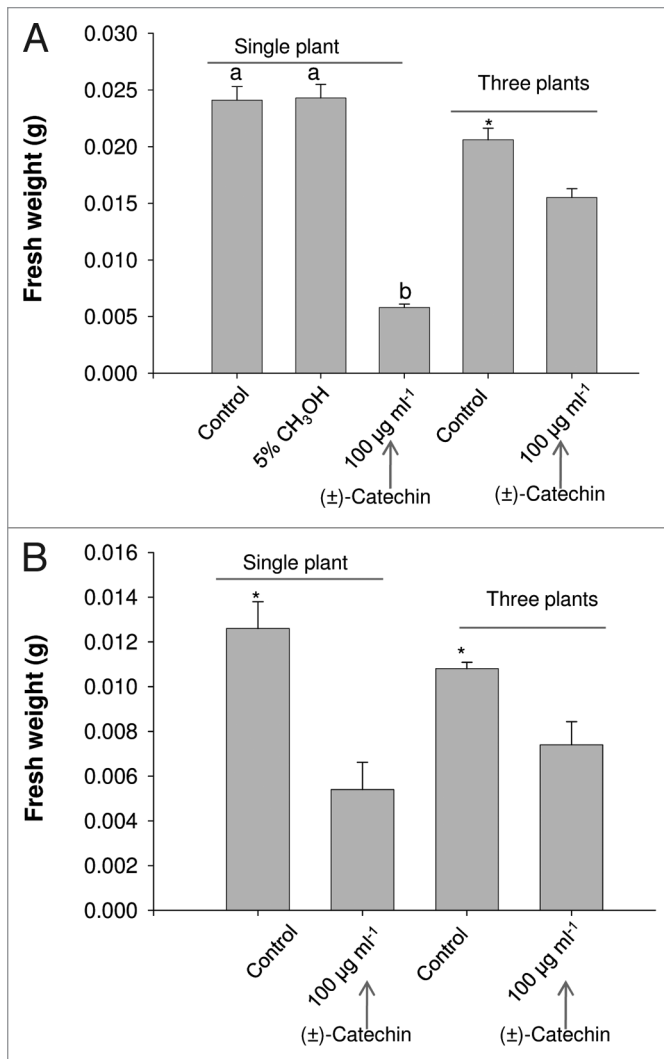 A
Fresh weight (g)
0.030
0.025
0.020
0.015
0.010
0.005
0.000
Single plant
Three plants
a
a
b
*
Control
5% CH₃OH
100 µg ml⁻¹
Control
100 µg ml⁻¹
(±)-Catechin
(±)-Catechin
B
Fresh weight (g)
0.016
0.014
0.012
0.010
0.008
0.006
0.004
0.002
0.000
Single plant
Three plants
*
*
Control
100 µg ml⁻¹
Control
100 µg ml⁻¹
(±)-Catechin
(±)-Catechin